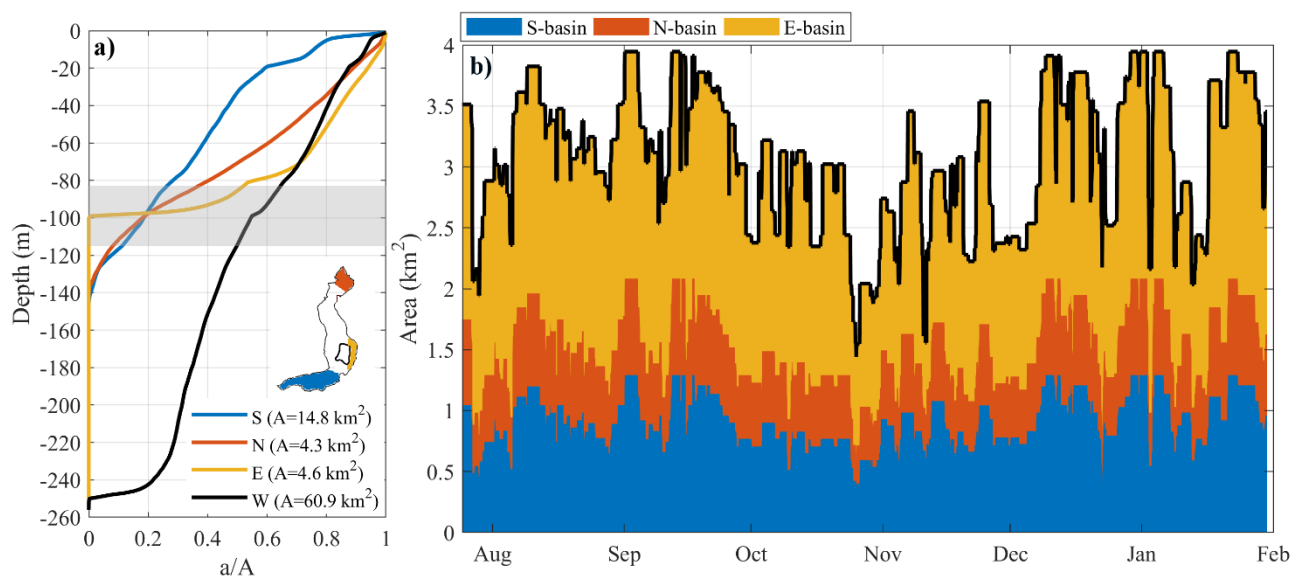 a)
0
-20
-40
-60
-80
-100
-120
-140
-160
-180
-200
-220
-240
-260
Depth (m)
0 0.2 0.4 0.6 0.8 1
a/A
S (A=14.8 km²)
N (A=4.3 km²)
E (A=4.6 km²)
W (A=60.9 km²)
S-basin N-basin E-basin
b)
4
3.5
3
2.5
2
1.5
1
0.5
0
Area (km²)
Aug Sep Oct Nov Dec Jan Feb